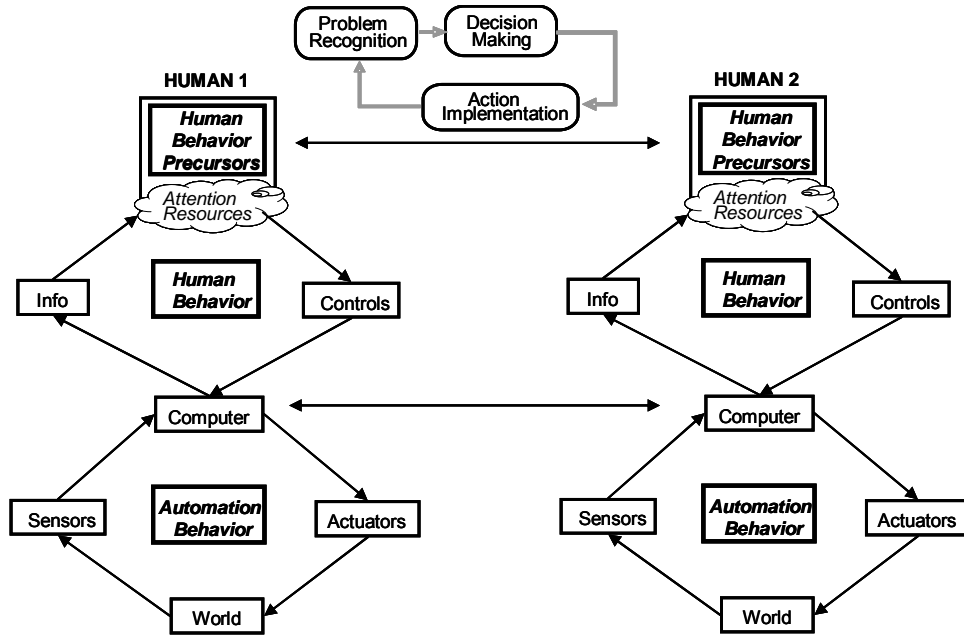 Problem
Recognition
Decision
Making
Action
Implementation
HUMAN 1
Human
Behavior
Precursors
Attention
Resources
Info
Human
Behavior
Controls
Computer
Sensors
Automation
Behavior
Actuators
World
HUMAN 2
Human
Behavior
Precursors
Attention
Resources
Info
Human
Behavior
Controls
Computer
Sensors
Automation
Behavior
Actuators
World